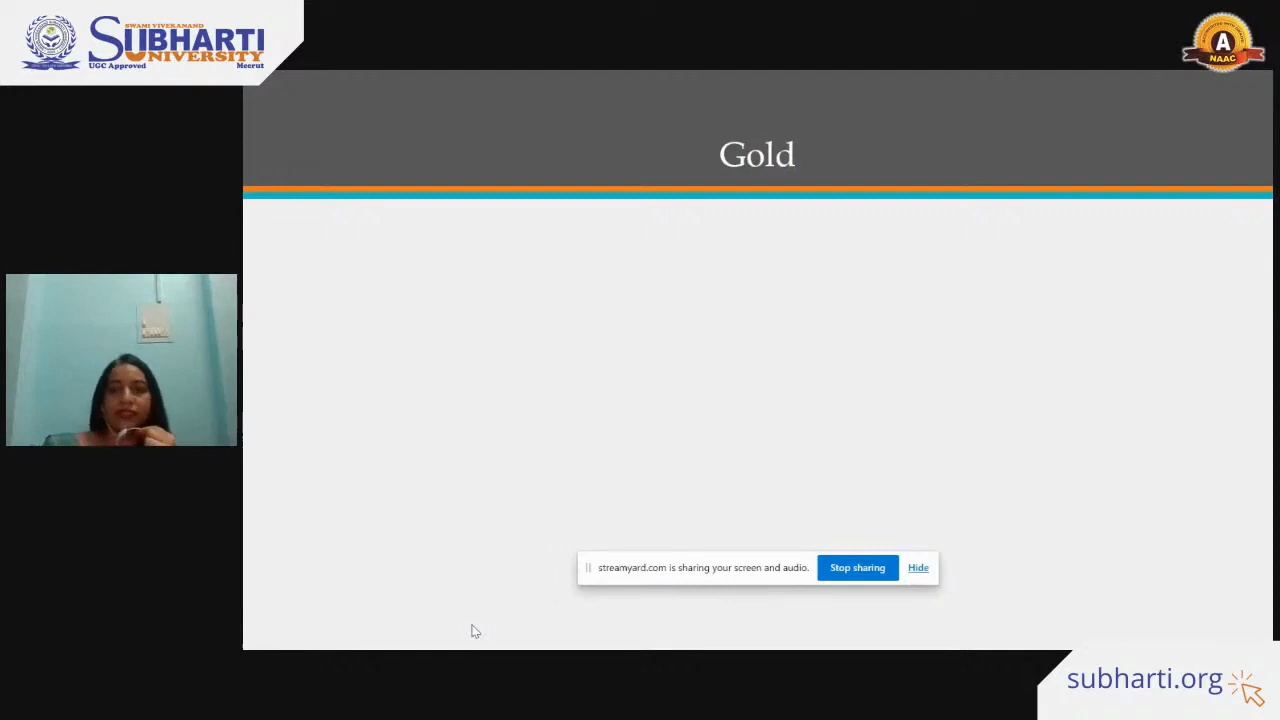 SWAMI VIVEKANAND
SUBHARTI
UNIVERSITY
UGC Approved Meerut
A
NAAC
Gold
streamyard.com is sharing your screen and audio. Stop sharing Hide
subharti.org